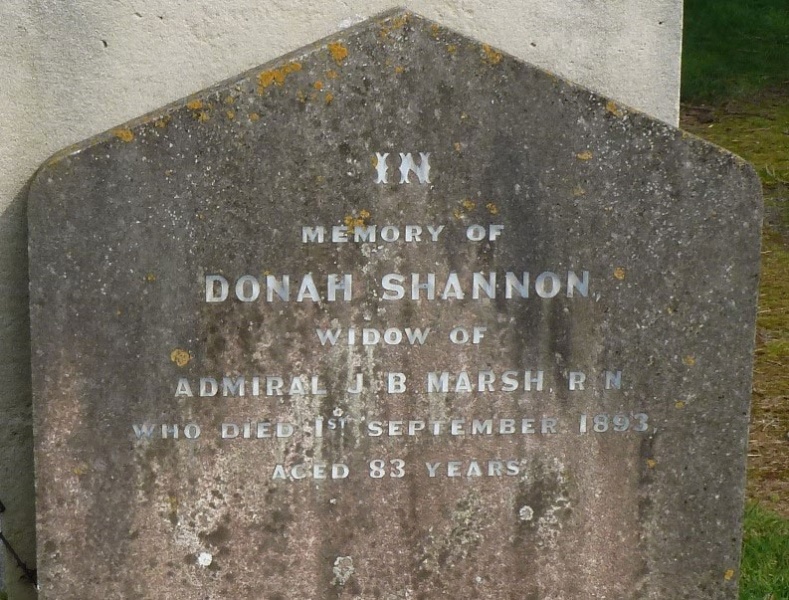 IN
MEMORY OF
DONAH SHANNON,
WIDOW OF
ADMIRAL J. B. MARSH, R.N.
WHO DIED 1ST SEPTEMBER 1893,
AGED 83 YEARS.